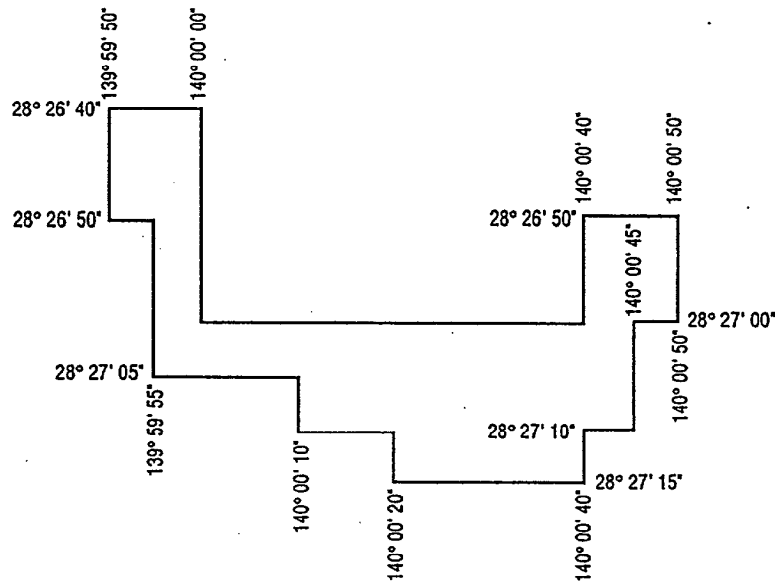 139° 59' 50"
140° 00' 00"
28° 26' 40"
140° 00' 40"
140° 00' 50"
28° 26' 50"
28° 26' 50"
140° 00' 45"
28° 27' 00"
28° 27' 05"
140° 00' 50"
139° 59' 55"
28° 27' 10"
140° 00' 10"
140° 00' 20"
28° 27' 15"
140° 00' 40"